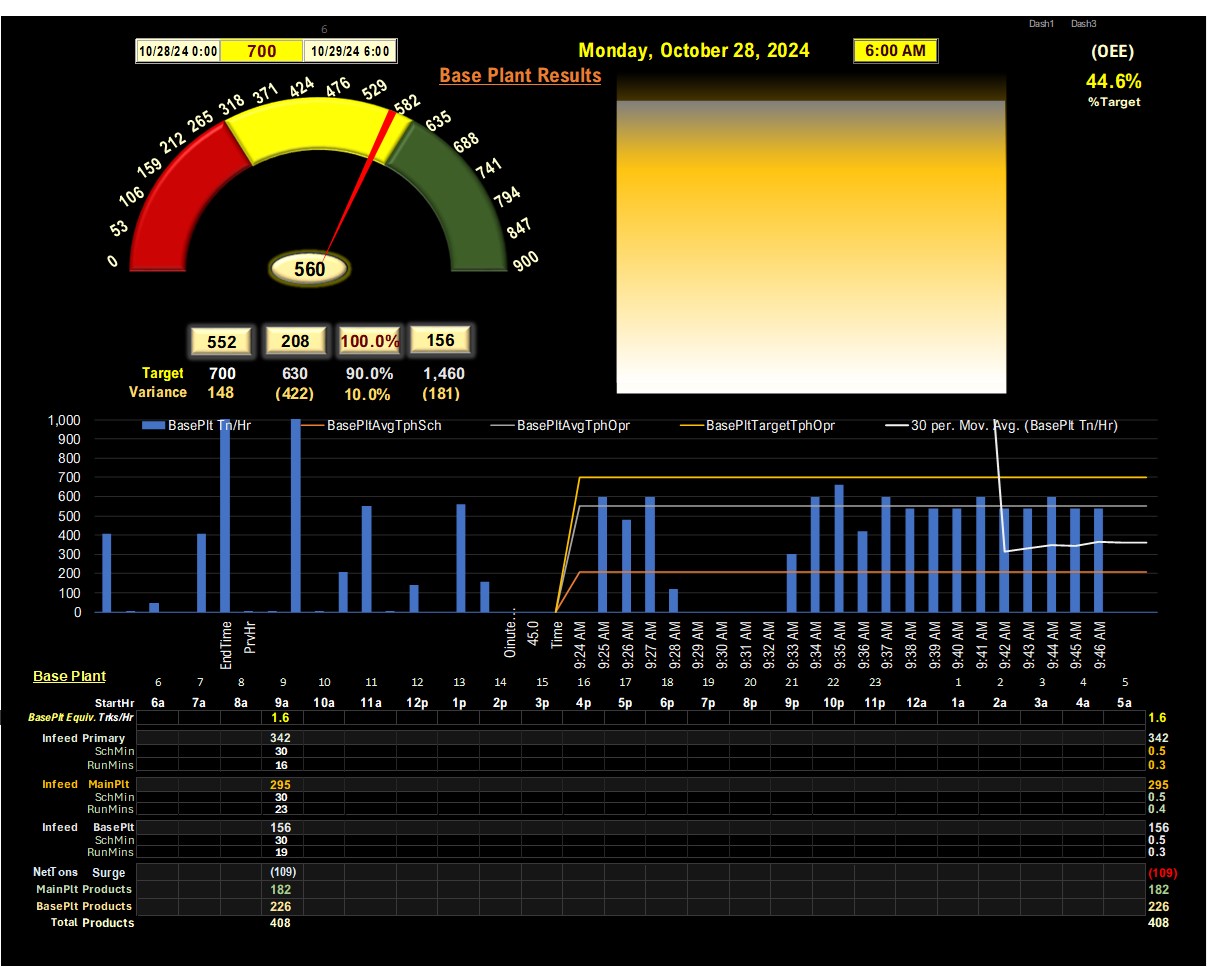 Dash1 Dash3
6
10/28/24 0:00 700 10/29/24 6:00
Monday, October 28, 2024 6:00 AM
(OEE)
44.6%
%Target
Base Plant Results
0 53 106 159 212 265 318 371 424 476 529 582 635 688 741 794 847 900
560
552 208 100.0% 156
Target 700 630 90.0% 1,460
Variance 148 (422) 10.0% (181)
BasePlt Tn/Hr BasePltAvgTphSch BasePltAvgTphOpr BasePltTargetTphOpr 30 per. Mov. Avg. (BasePlt Tn/Hr)
1,000
900
800
700
600
500
400
300
200
100
0
EndTime PrvHr Oinute... 45.0 Time 9:24 AM 9:25 AM 9:26 AM 9:27 AM 9:28 AM 9:29 AM 9:30 AM 9:31 AM 9:32 AM 9:33 AM 9:34 AM 9:35 AM 9:36 AM 9:37 AM 9:38 AM 9:39 AM 9:40 AM 9:41 AM 9:42 AM 9:43 AM 9:44 AM 9:45 AM 9:46 AM
Base Plant
6 7 8 9 10 11 12 13 14 15 16 17 18 19 20 21 22 23 1 2 3 4 5
StartHr 6a 7a 8a 9a 10a 11a 12p 1p 2p 3p 4p 5p 6p 7p 8p 9p 10p 11p 12a 1a 2a 3a 4a 5a
BasePlt Equiv. Trks/Hr 1.6 1.6
Infeed Primary 342 342
SchMin 30 0.5
RunMins 16 0.3
Infeed MainPlt 295 295
SchMin 30 0.5
RunMins 23 0.4
Infeed BasePlt 156 156
SchMin 30 0.5
RunMins 19 0.3
NetTons Surge (109) (109)
MainPlt Products 182 182
BasePlt Products 226 226
Total Products 408 408